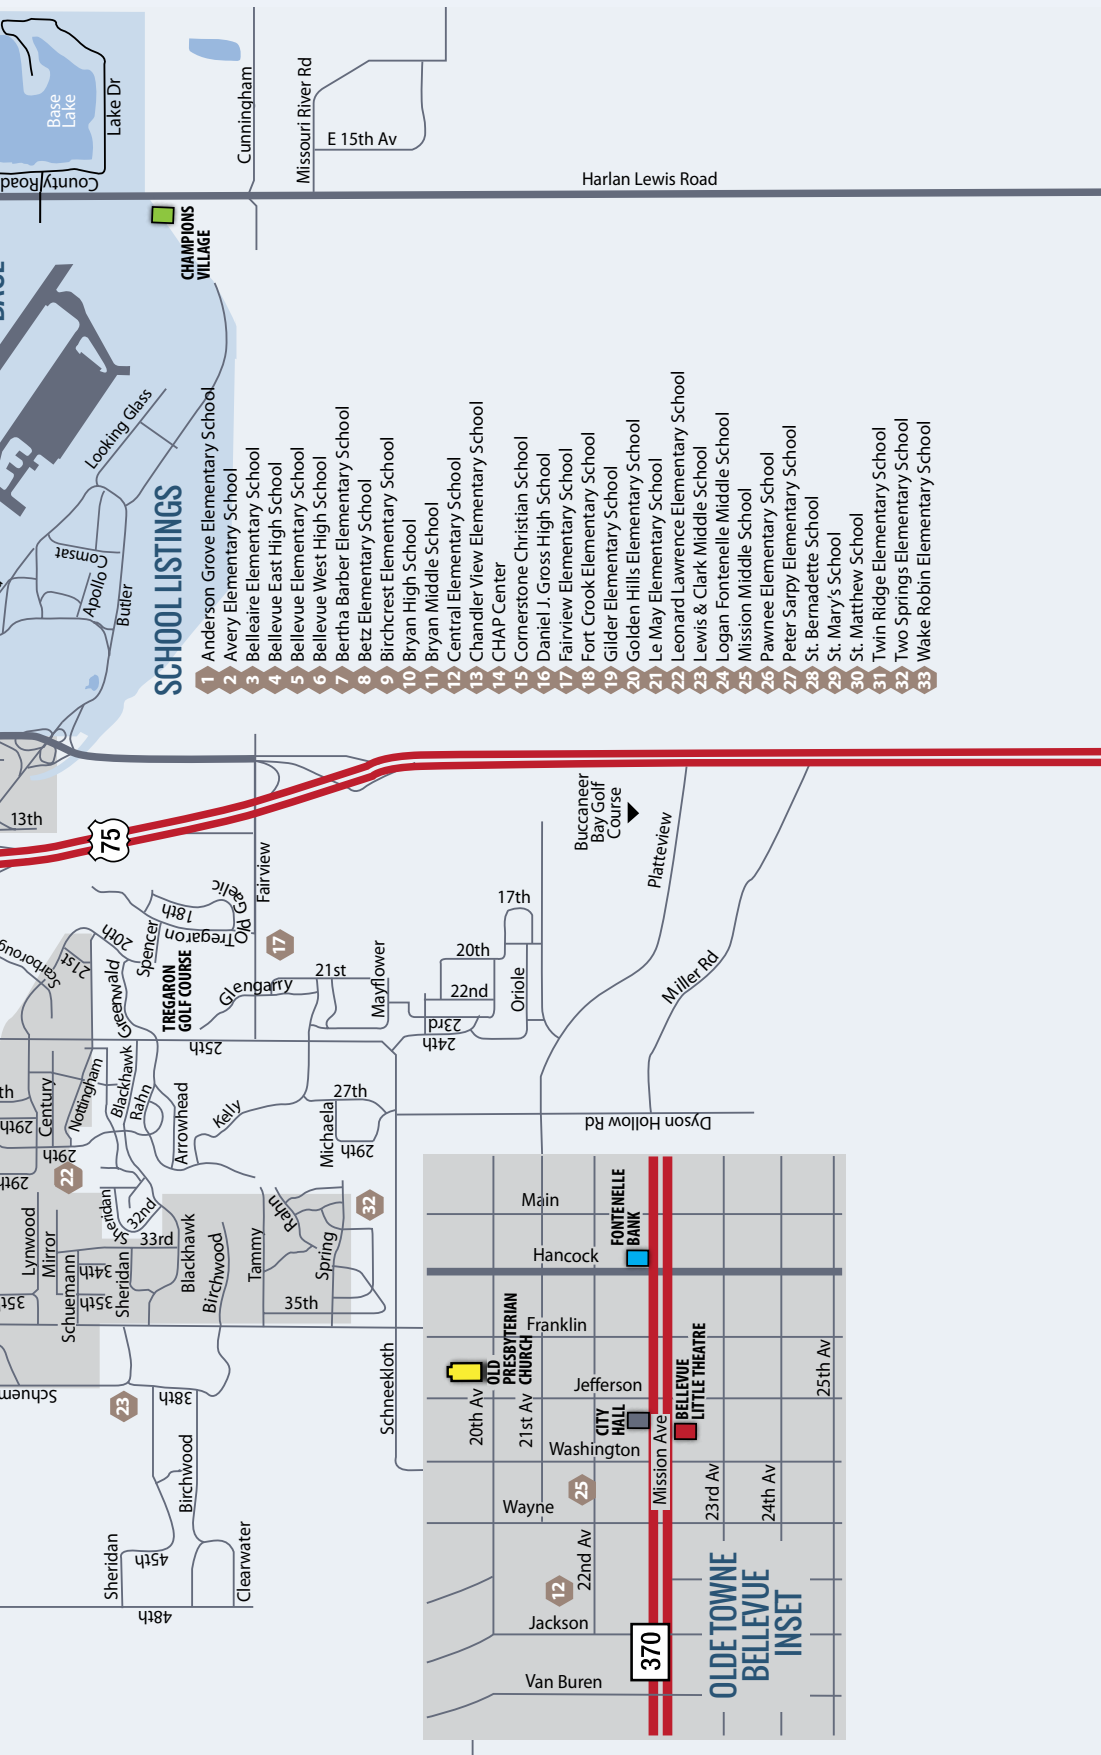 Base
Lake
Lake Dr
County Road
Cunningham
Missouri River Rd
E 15th Av
Harlan Lewis Road
CHAMPIONS
VILLAGE
Looking Glass
Comsat
Apollo
Butler
SCHOOL LISTINGS
1 Anderson Grove Elementary School
2 Avery Elementary School
3 Belleaire Elementary School
4 Bellevue East High School
5 Bellevue Elementary School
6 Bellevue West High School
7 Bertha Barber Elementary School
8 Betz Elementary School
9 Birchcrest Elementary School
10 Bryan High School
11 Bryan Middle School
12 Central Elementary School
13 Chandler View Elementary School
14 CHAP Center
15 Cornerstone Christian School
16 Daniel J. Gross High School
17 Fairview Elementary School
18 Fort Crook Elementary School
19 Gilder Elementary School
20 Golden Hills Elementary School
21 Le May Elementary School
22 Leonard Lawrence Elementary School
23 Lewis & Clark Middle School
24 Logan Fontenelle Middle School
25 Mission Middle School
26 Pawnee Elementary School
27 Peter Sarpy Elementary School
28 St. Bernadette School
29 St. Mary's School
30 St. Matthew School
31 Twin Ridge Elementary School
32 Two Springs Elementary School
33 Wake Robin Elementary School
13th
75
Fairview
Old Gaelic
18th
Tregaron
Spencer
20th
21st
Greenwald
TREGARON
GOLF COURSE
17
Glengarry
21st
Mayflower
25th
20th
22nd
23rd
24th
17th
Oriole
Buccaneer
Bay Golf
Course
Platteview
Miller Rd
Dyson Hollow Rd
Century
Nottingham
Blackhawk
Rahn
Arrowhead
Kelly
27th
Michaela
29th
29th
29th
29th
22
Lynwood
Mirror
Schuemann
34th
35th
35th
Sheridan
32nd
33rd
Sheridan
Blackhawk
Birchwood
Tammy
Rahn
Spring
35th
32
23
38th
Birchwood
Sheridan
45th
48th
Clearwater
Schneekloth
Main
Hancock
FONTENELLE
BANK
Franklin
OLD
PRESBYTERIAN
CHURCH
Jefferson
20th Av
21st Av
CITY
HALL
BELLEVUE
LITTLE THEATRE
25th Av
Washington
Mission Ave
Wayne
25
22nd Av
23rd Av
24th Av
12
Jackson
370
Van Buren
OLDE TOWNE
BELLEVUE
INSET